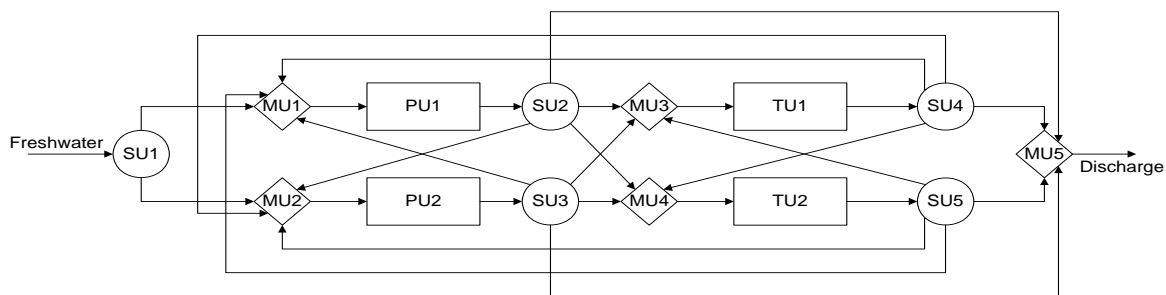 MU1
PU1
SU2
MU3
TU1
SU4
Freshwater
SU1
MU5
Discharge
MU2
PU2
SU3
MU4
TU2
SU5